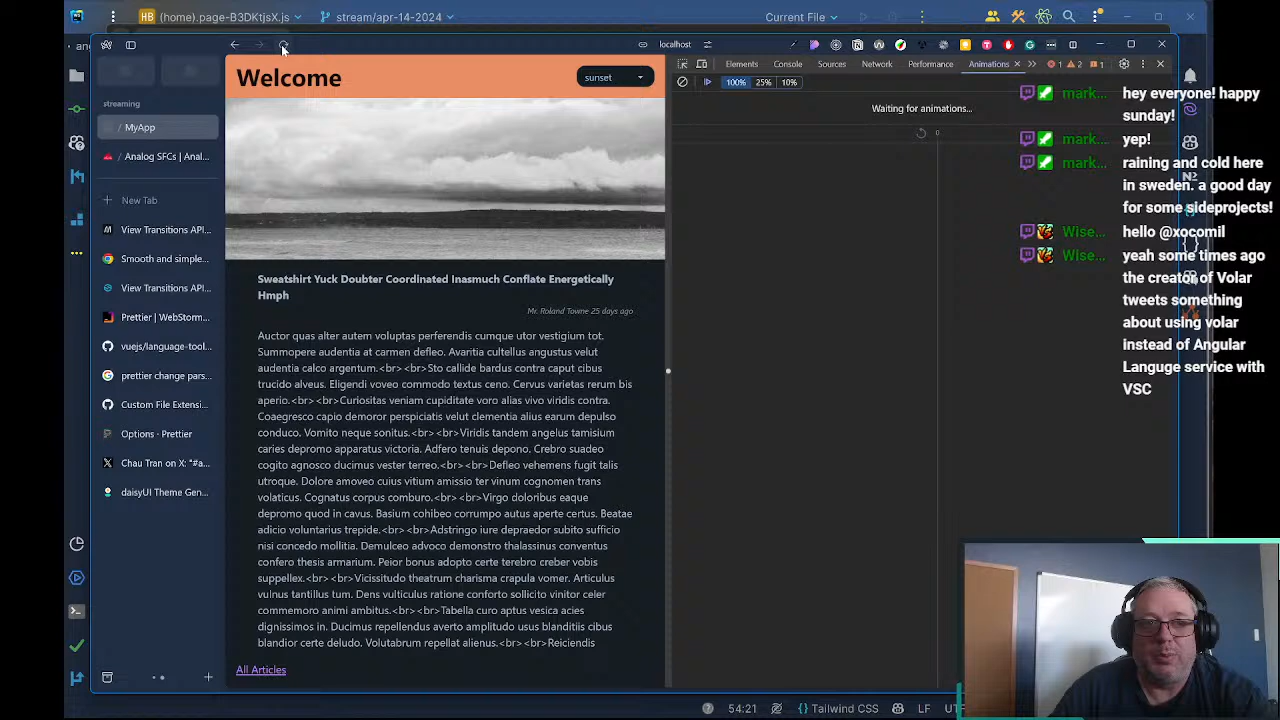 HB (home).page-B3DKtjsX.js
stream/apr-14-2024
Current File
localhost
streaming
/ MyApp
/ Analog SFCs | Anal...
New Tab
View Transitions API...
Smooth and simple...
View Transitions API...
Prettier | WebStorm...
vuejs/language-tool...
prettier change pars...
Custom File Extensi...
Options · Prettier
Chau Tran on X: "#a...
daisyUI Theme Gen...
Welcome
sunset
Sweatshirt Yuck Doubter Coordinated Inasmuch Conflate Energetically
Hmph
Mr. Roland Towne 25 days ago
Auctor quas alter autem voluptas perferendis cumque utor vestigium tot.
Summopere audentia at carmen defleo. Avaritia cultellus angustus velut
audentia calco argentum.<br><br>Sto callide bardus contra caput cibus
trucido alveus. Eligendi voveo commodo textus ceno. Cervus varietas rerum bis
aperio.<br><br>Curiositas veniam cupiditate voro alias vivo viridis contra.
Coaegresco capio demoror perspiciatis velut clementia alius earum depulso
conduco. Vomito neque sonitus.<br><br>Viridis tandem angelus tamisium
caries depromo apparatus victoria. Adfero tenuis depono. Crebro suadeo
cogito agnosco ducimus vester terreo.<br><br>Defleo vehemens fugit talis
utroque. Dolore amoveo cuius vitium amissio ter vinum cognomen trans
volaticus. Cognatus corpus comburo.<br><br>Virgo doloribus eaque
depromo quod in cavus. Basium cohibeo corrumpo autus aperte certus. Beatae
adicio voluntarius trepide.<br><br>Adstringo iure depraedor subito sufficio
nisi concedo mollitia. Demulceo advoco demonstro thalassinus conventus
confero thesis armarium. Peior bonus adopto certe terebro creber vobis
suppellex.<br><br>Vicissitudo theatrum charisma crapula vomer. Articulus
vulnus tantillus tum. Dens vulticulus ratione conforto sollicito vinitor celer
commemoro animi ambitus.<br><br>Tabella curo aptus vesica acies
dignissimos in. Ducimus repellendus averto amplitudo usus blanditiis cibus
blandior certe deludo. Volutabrum repellat alienus.<br><br>Reiciendis
All Articles
Elements
Console
Sources
Network
Performance
Animations
1
2
1
100%
25%
10%
Waiting for animations...
0
mark... hey everyone! happy
sunday!
mark... yep!
mark... raining and cold here
in sweden. a good day
for some sideprojects!
Wise... hello @xocomil
Wise... yeah some times ago
the creator of Volar
tweets something
about using volar
instead of Angular
Languge service with
VSC
54:21
Tailwind CSS
LF